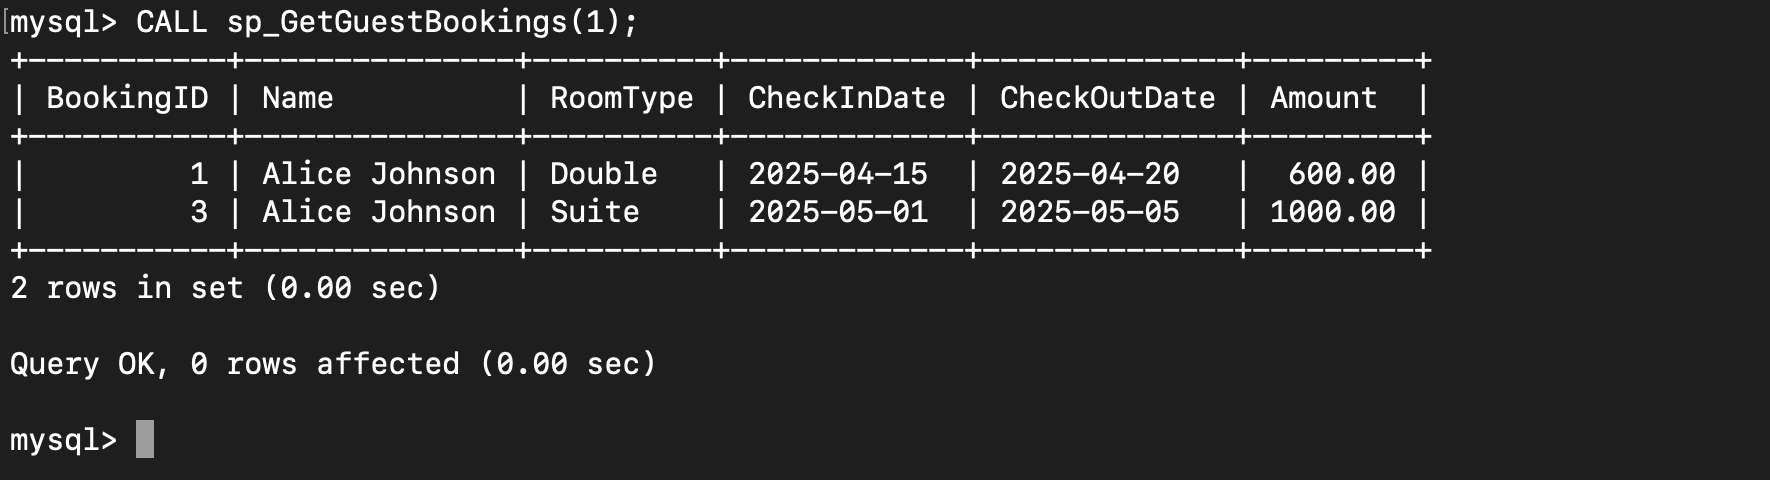 mysql> CALL sp_GetGuestBookings(1);
+-----------+--------------+----------+-------------+--------------+---------+
| BookingID | Name         | RoomType | CheckInDate | CheckOutDate | Amount  |
+-----------+--------------+----------+-------------+--------------+---------+
|         1 | Alice Johnson | Double   | 2025-04-15  | 2025-04-20   |  600.00 |
|         3 | Alice Johnson | Suite    | 2025-05-01  | 2025-05-05   | 1000.00 |
+-----------+--------------+----------+-------------+--------------+---------+
2 rows in set (0.00 sec)

Query OK, 0 rows affected (0.00 sec)

mysql>